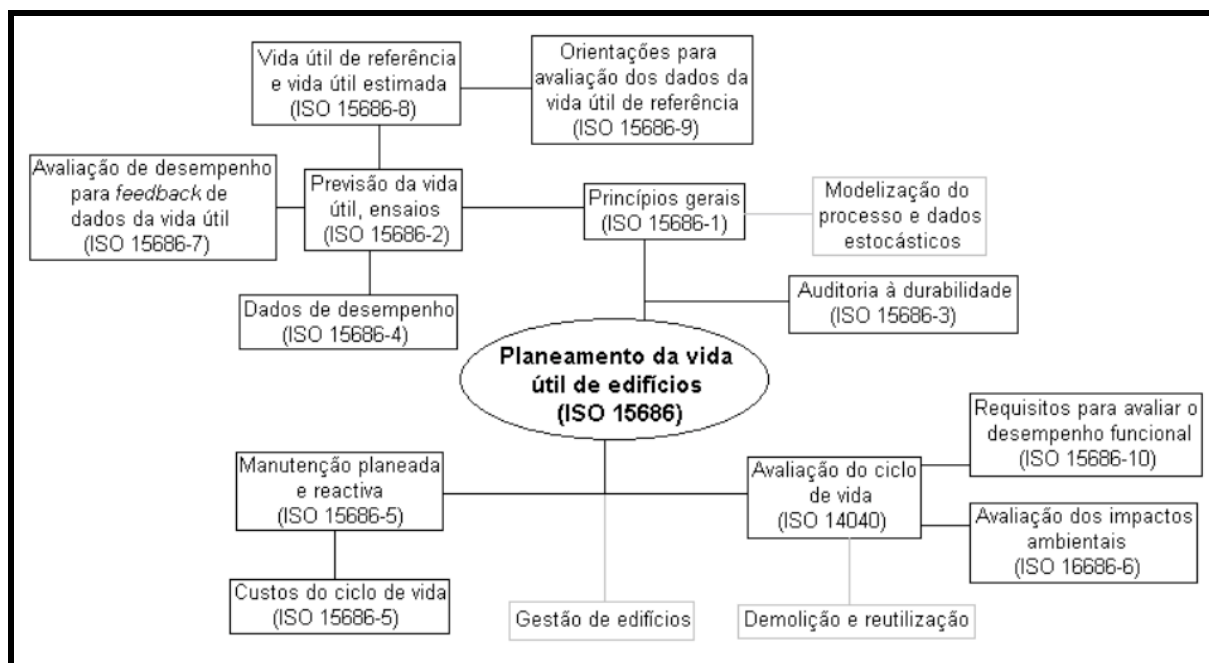 Vida útil de referência
e vida útil estimada
(ISO 15686-8)
Orientações para
avaliação dos dados da
vida útil de referência
(ISO 15686-9)
Avaliação de desempenho
para feedback de
dados da vida útil
(ISO 15686-7)
Previsão da vida
útil, ensaios
(ISO 15686-2)
Princípios gerais
(ISO 15686-1)
Modelização do
processo e dados
estocásticos
Dados de desempenho
(ISO 15686-4)
Auditoria à durabilidade
(ISO 15686-3)
Planeamento da vida
útil de edifícios
(ISO 15686)
Manutenção planeada
e reactiva
(ISO 15686-5)
Avaliação do ciclo
de vida
(ISO 14040)
Requisitos para avaliar o
desempenho funcional
(ISO 15686-10)
Avaliação dos impactos
ambientais
(ISO 16686-6)
Custos do ciclo de vida
(ISO 15686-5)
Gestão de edifícios
Demolição e reutilização